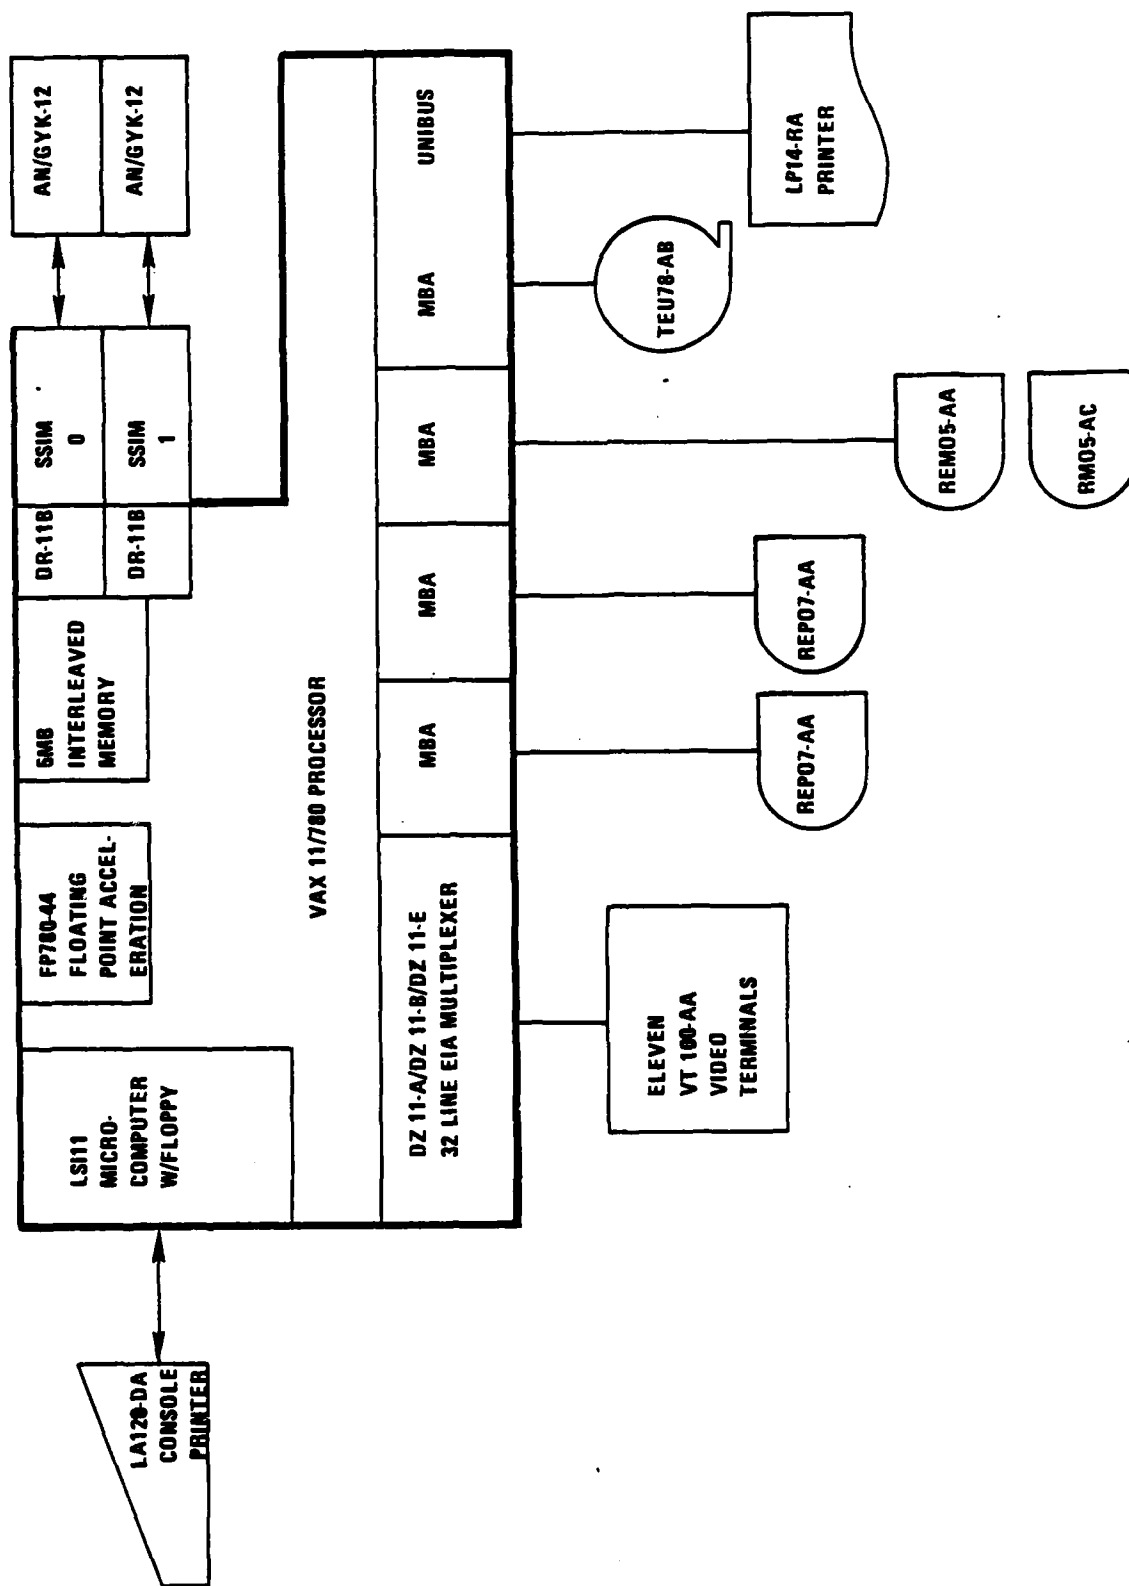 LA120-DA
CONSOLE
PRINTER
LSI11
MICRO-
COMPUTER
W/FLOPPY
FP780-44
FLOATING
POINT ACCEL-
ERATION
5MB
INTERLEAVED
MEMORY
DR-11B
SSIM
0
DR-11B
SSIM
1
AN/GYK-12
AN/GYK-12
VAX 11/780 PROCESSOR
DZ 11-A/DZ 11-B/DZ 11-E
32 LINE EIA MULTIPLEXER
MBA
MBA
MBA
MBA
UNIBUS
ELEVEN
VT 100-AA
VIDEO
TERMINALS
REP07-AA
REP07-AA
REM05-AA
RM05-AC
TEU78-AB
LP14-RA
PRINTER